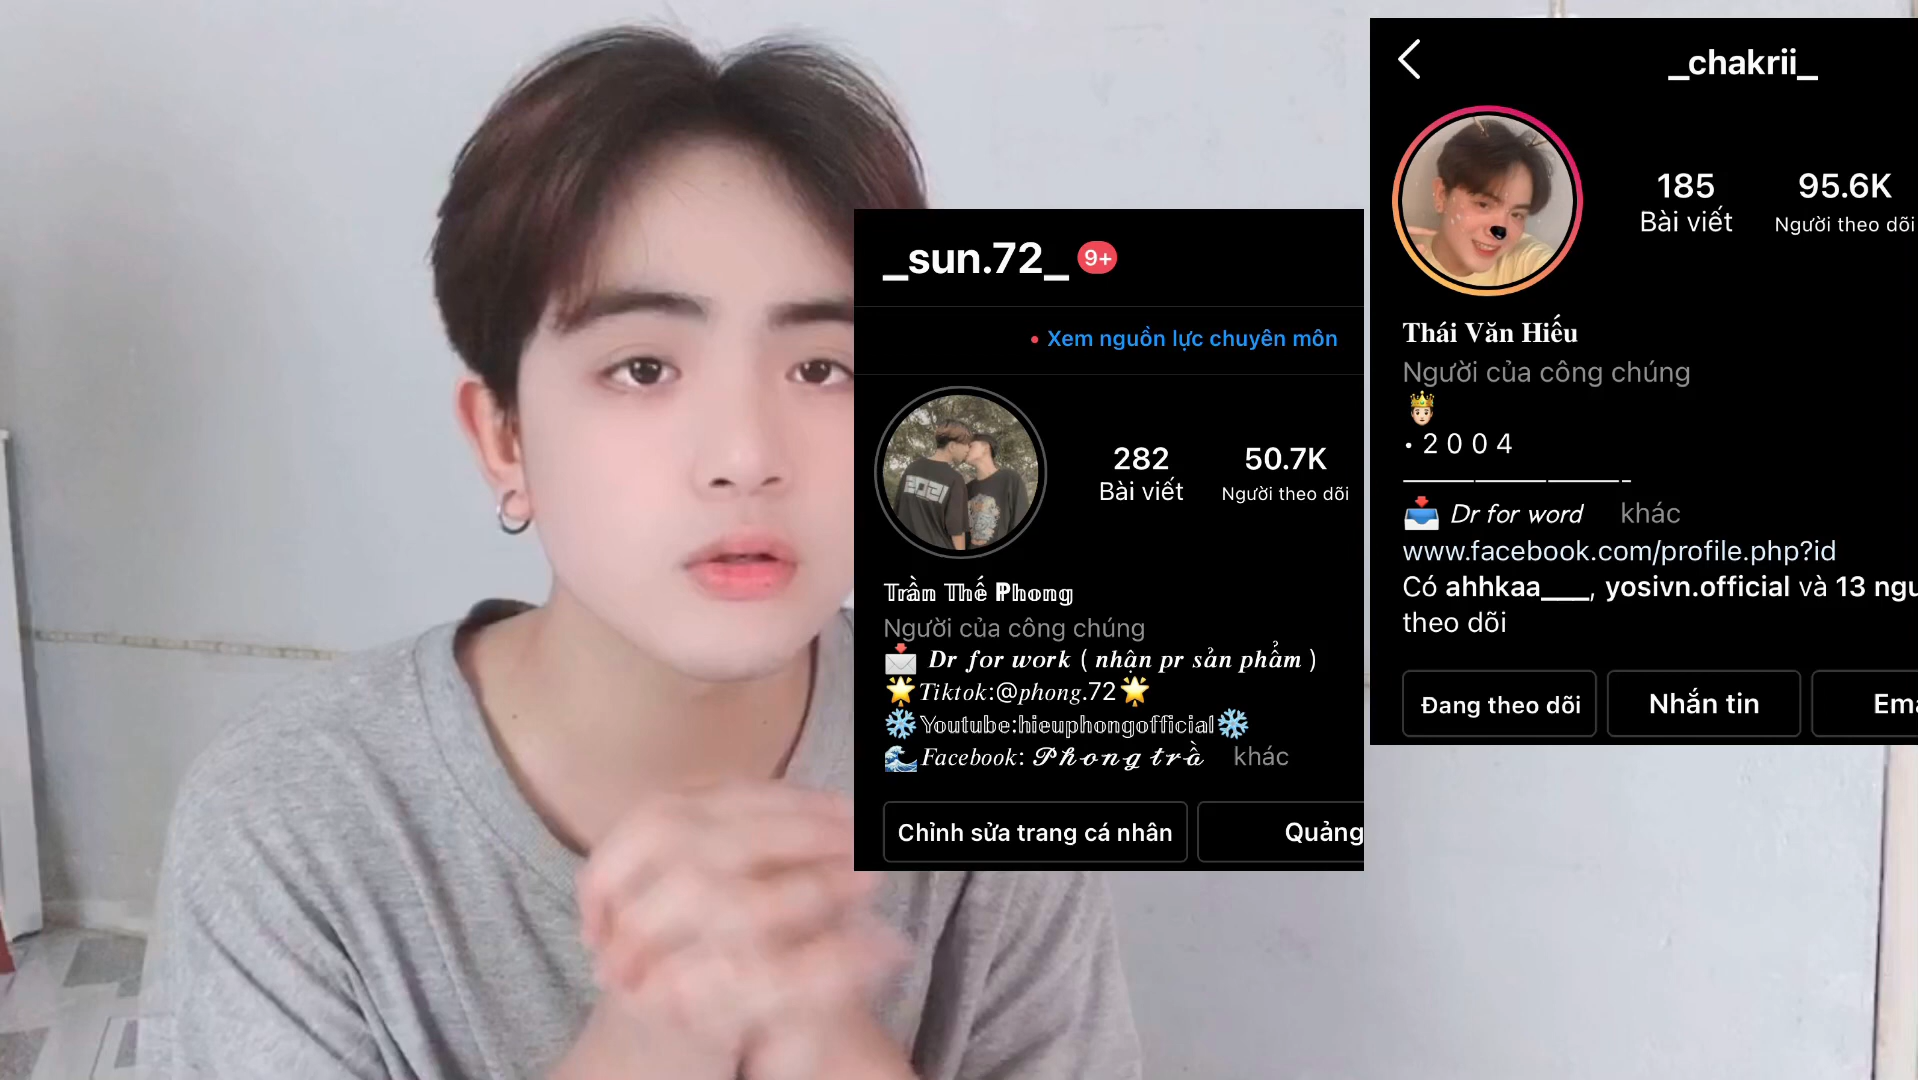 _sun.72_ 9+
Xem nguồn lực chuyên môn
282 50.7K
Bài viết Người theo dõi
Trần Thế Phong
Người của công chúng
Dr for work ( nhận pr sản phẩm )
Tiktok:@phong.72
Youtube:hieuphongofficial
Facebook: Phong trầ khác
Chỉnh sửa trang cá nhân Quảng
_chakrii_
185 95.6K
Bài viết Người theo dõi
Thái Văn Hiếu
Người của công chúng
• 2 0 0 4
Dr for word khác
www.facebook.com/profile.php?id
Có ahhkaa___, yosivn.official và 13 ngư
theo dõi
Đang theo dõi Nhắn tin Ema